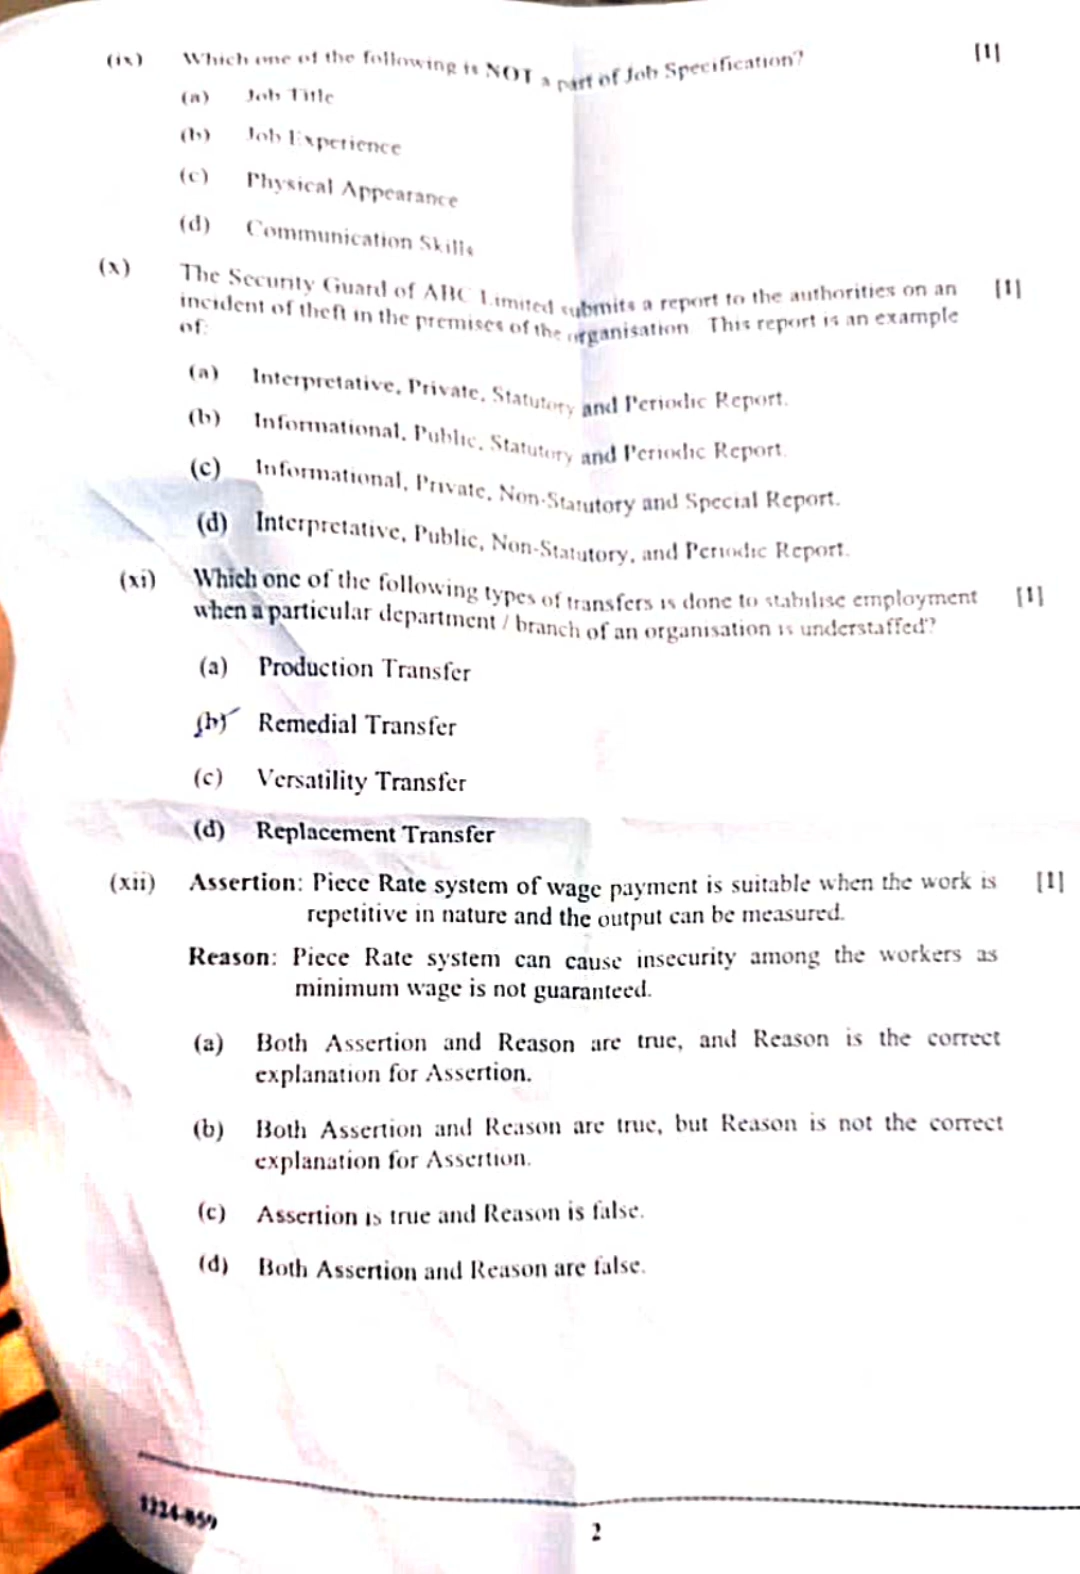 (ix) Which one of the following is NOT a part of Job Specification? [1]
(a) Job Title
(b) Job Experience
(c) Physical Appearance
(d) Communication Skills
(x) The Security Guard of ABC Limited submits a report to the authorities on an [1]
incident of theft in the premises of the organisation This report is an example
of:
(a) Interpretative, Private, Statutory and Periodic Report.
(b) Informational, Public, Statutory and Periodic Report.
(c) Informational, Private, Non-Statutory and Special Report.
(d) Interpretative, Public, Non-Statutory, and Periodic Report.
(xi) Which one of the following types of transfers is done to stabilise employment [1]
when a particular department / branch of an organisation is understaffed?
(a) Production Transfer
(b) Remedial Transfer
(c) Versatility Transfer
(d) Replacement Transfer
(xii) Assertion: Piece Rate system of wage payment is suitable when the work is [1]
repetitive in nature and the output can be measured.
Reason: Piece Rate system can cause insecurity among the workers as
minimum wage is not guaranteed.
(a) Both Assertion and Reason are true, and Reason is the correct
explanation for Assertion.
(b) Both Assertion and Reason are true, but Reason is not the correct
explanation for Assertion.
(c) Assertion is true and Reason is false.
(d) Both Assertion and Reason are false.
1224-859
2